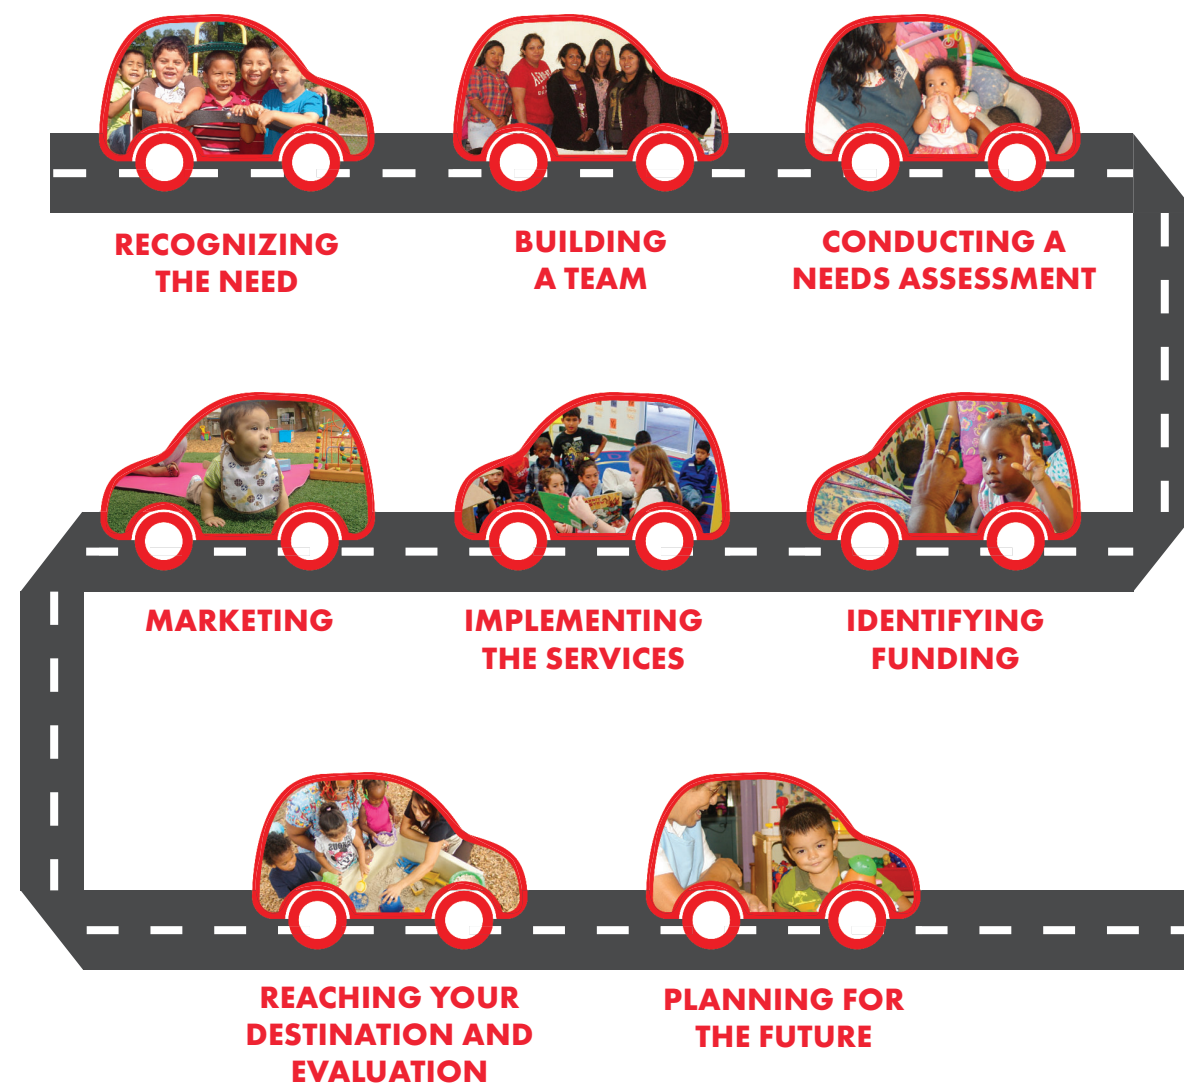 RECOGNIZING
THE NEED
BUILDING
A TEAM
CONDUCTING A
NEEDS ASSESSMENT
MARKETING
IMPLEMENTING
THE SERVICES
IDENTIFYING
FUNDING
REACHING YOUR
DESTINATION AND
EVALUATION
PLANNING FOR
THE FUTURE